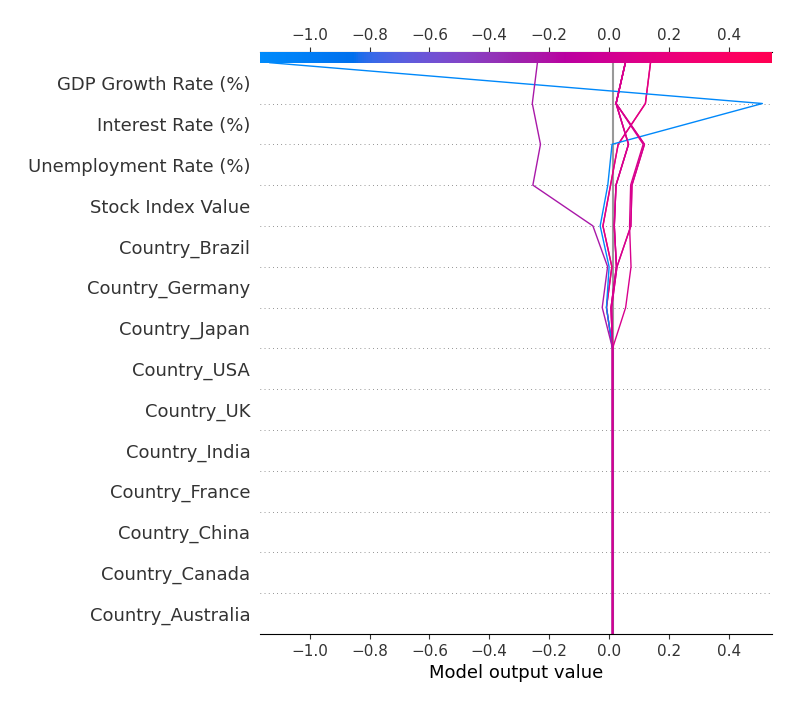 −1.0 −0.8 −0.6 −0.4 −0.2 0.0 0.2 0.4
GDP Growth Rate (%)
Interest Rate (%)
Unemployment Rate (%)
Stock Index Value
Country_Brazil
Country_Germany
Country_Japan
Country_USA
Country_UK
Country_India
Country_France
Country_China
Country_Canada
Country_Australia
−1.0 −0.8 −0.6 −0.4 −0.2 0.0 0.2 0.4
Model output value